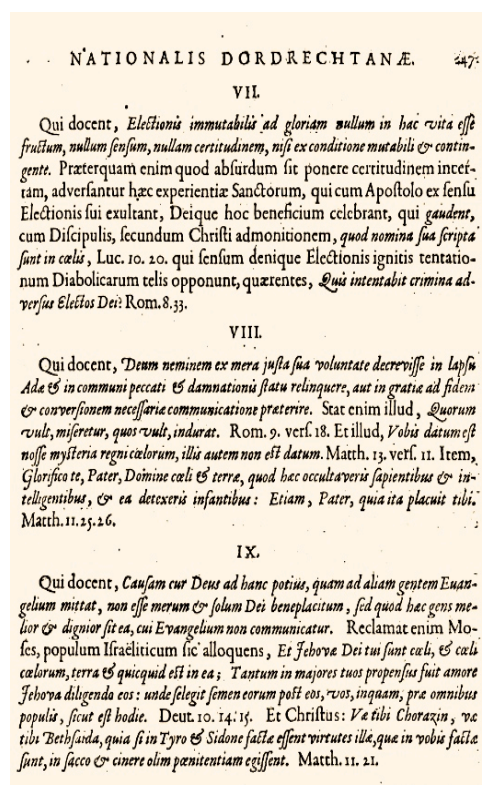 NATIONALIS DORDRECHTANÆ. 247
VII.
Qui docent, Electionis immutabilis ad gloriam nullum in hac vita eſſe
fructum, nullum ſenſum, nullam certitudinem, niſi ex conditione mutabili & contin-
gente. Præterquam enim quod abſurdum ſit ponere certitudinem incer-
tam, adverſantur hæc experientiæ Sanctorum, qui cum Apoſtolo ex ſenſu
Electionis ſui exultant, Deique hoc beneficium celebrant, qui gaudent,
cum Diſcipulis, ſecundum Chriſti admonitionem, quod nomina ſua ſcripta
ſunt in cœlis, Luc. 10. 20. qui ſenſum denique Electionis ignitis tentatio-
num Diabolicarum telis opponunt, quærentes, Quis intentabit crimina ad-
verſus Electos Dei? Rom. 8. 33.
VIII.
Qui docent, Deum neminem ex mera juſta ſua voluntate decreviſſe in lapſu
Adæ & in communi peccati & damnationis ſtatu relinquere, aut in gratiæ ad fidem
& converſionem neceſſariæ communicatione præterire. Stat enim illud, Quorum
vult, miſeretur, quos vult, indurat. Rom. 9. verſ. 18. Et illud, Vobis datum eſt
noſſe myſteria regni cœlorum, illis autem non eſt datum. Matth. 13. verſ. 11. Item,
Glorifico te, Pater, Domine cœli & terræ, quod hæc occultaveris ſapientibus & in-
telligentibus, & ea detexeris infantibus: Etiam, Pater, quia ita placuit tibi.
Matth. 11. 25. 26.
IX.
Qui docent, Cauſam cur Deus ad hanc potius, quam ad aliam gentem Euan-
gelium mittat, non eſſe merum & ſolum Dei beneplacitum, ſed quod hæc gens me-
lior & dignior ſit ea, cui Evangelium non communicatur. Reclamat enim Mo-
ſes, populum Iſraëliticum ſic alloquens, En Jehovæ Dei tui ſunt cœli, & cœli
cœlorum, terra & quicquid eſt in ea; Tantum in majores tuos propenſus fuit amore
Jehova diligendo eos: unde ſelegit ſemen eorum poſt eos, vos, inquam, præ omnibus
populis, ſicut eſt hodie. Deut. 10. 14. 15. Et Chriſtus: Væ tibi Chorazin, væ
tibi Bethſaida, quia ſi in Tyro & Sidone factæ eſſent virtutes illæ, quæ in vobis factæ
ſunt, in ſacco & cinere olim pœnitentiam egiſſent. Matth. 11. 21.